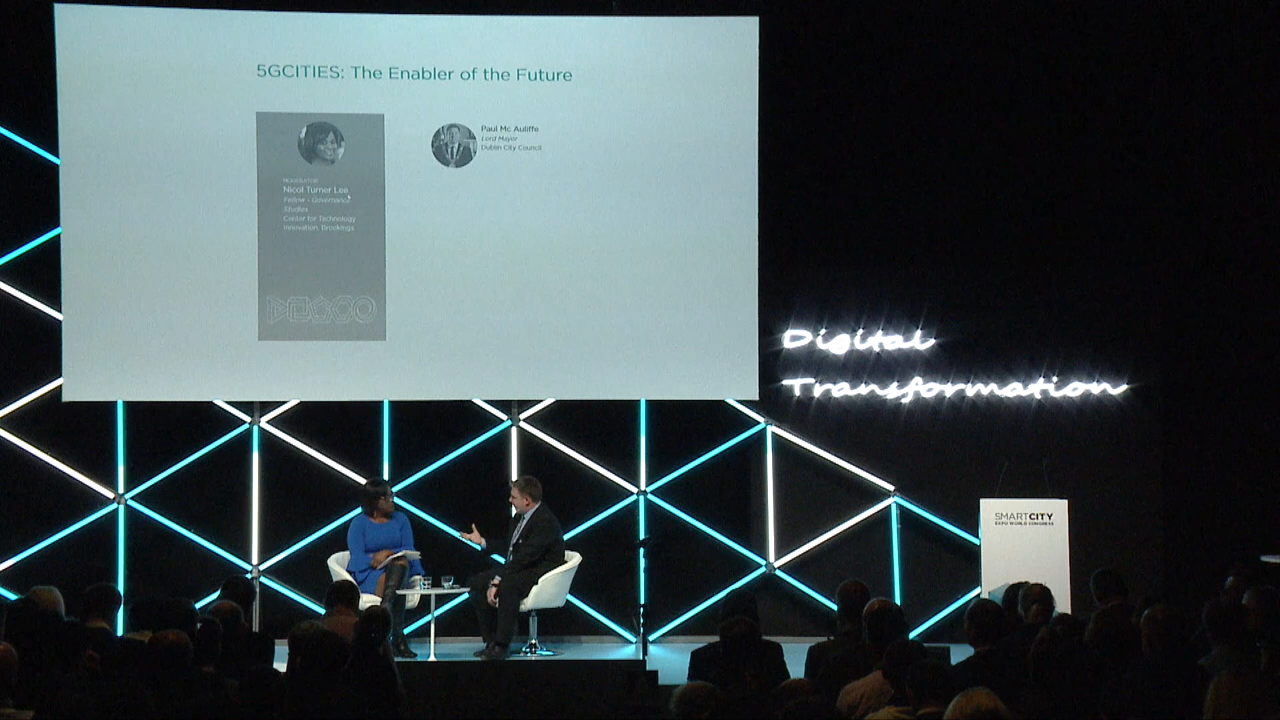 5GCITIES: The Enabler of the Future
MODERATOR
Nicol Turner Lee
Fellow - Governance
Studies
Center for Technology
Innovation, Brookings
Paul Mc Auliffe
Lord Mayor
Dublin City Council
Digital
Transformation
SMARTCITY
EXPO WORLD CONGRESS